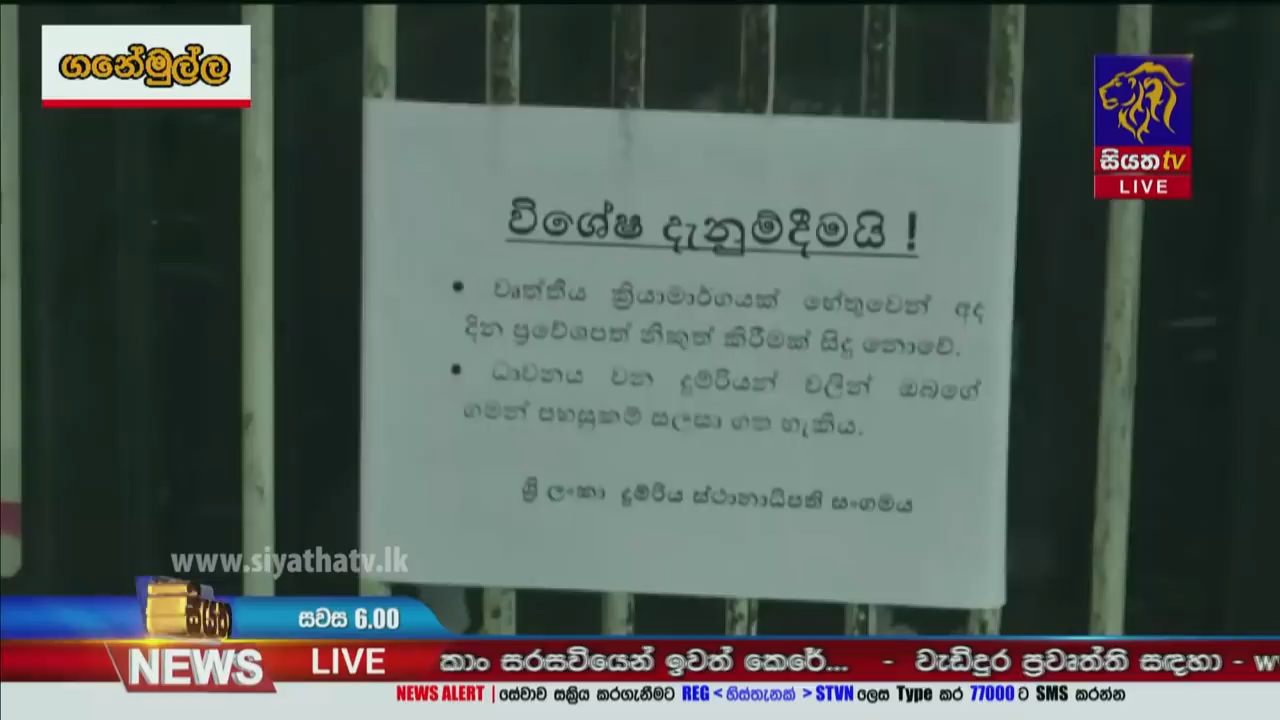 ගනේමුල්ල
සියත tv
LIVE
විශේෂ දැනුම්දීමයි !
• වෘත්තීය ක්‍රියාමාර්ගයක් හේතුවෙන් අද
දින ප්‍රවේශපත් නිකුත් කිරීමක් සිදු නොවේ.
• ධාවනය වන දුම්රියන් වලින් ඔබගේ
ගමන් පහසුකම් සලසා ගත හැකිය.
ශ්‍රී ලංකා දුම්රිය ස්ථානාධිපති සංගමය
www.siyathatv.lk
සවස 6.00
NEWS LIVE කාං සරසවියෙන් ඉවත් කෙරේ... - වැඩිදුර ප්‍රවෘත්ති සඳහා -
NEWS ALERT | සේවාව සක්‍රිය කරගැනීමට REG < හිස්තැනක් > STVN ලෙස Type කර 77000 ට SMS කරන්න